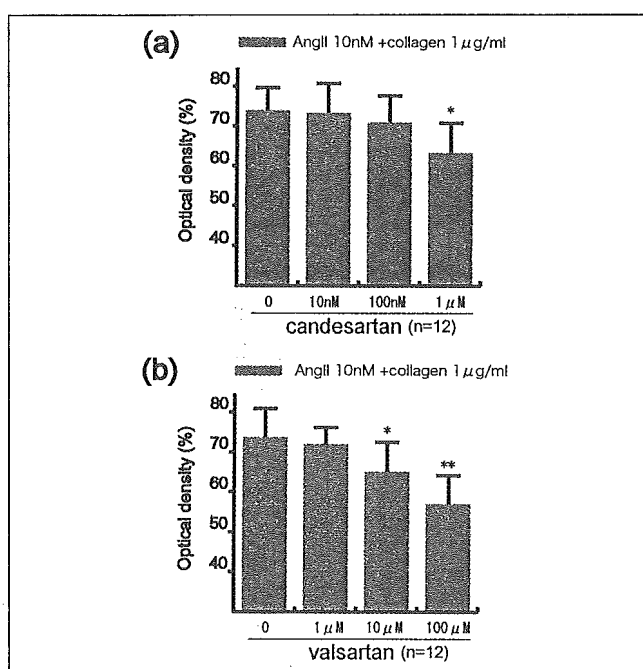 (a)
AngII 10nM +collagen 1μg/ml
Optical density (%)
80
70
60
50
40
*
0 10nM 100nM 1μM
candesartan (n=12)
(b)
AngII 10nM +collagen 1μg/ml
Optical density (%)
80
70
60
50
40
* **
0 1μM 10μM 100μM
valsartan (n=12)